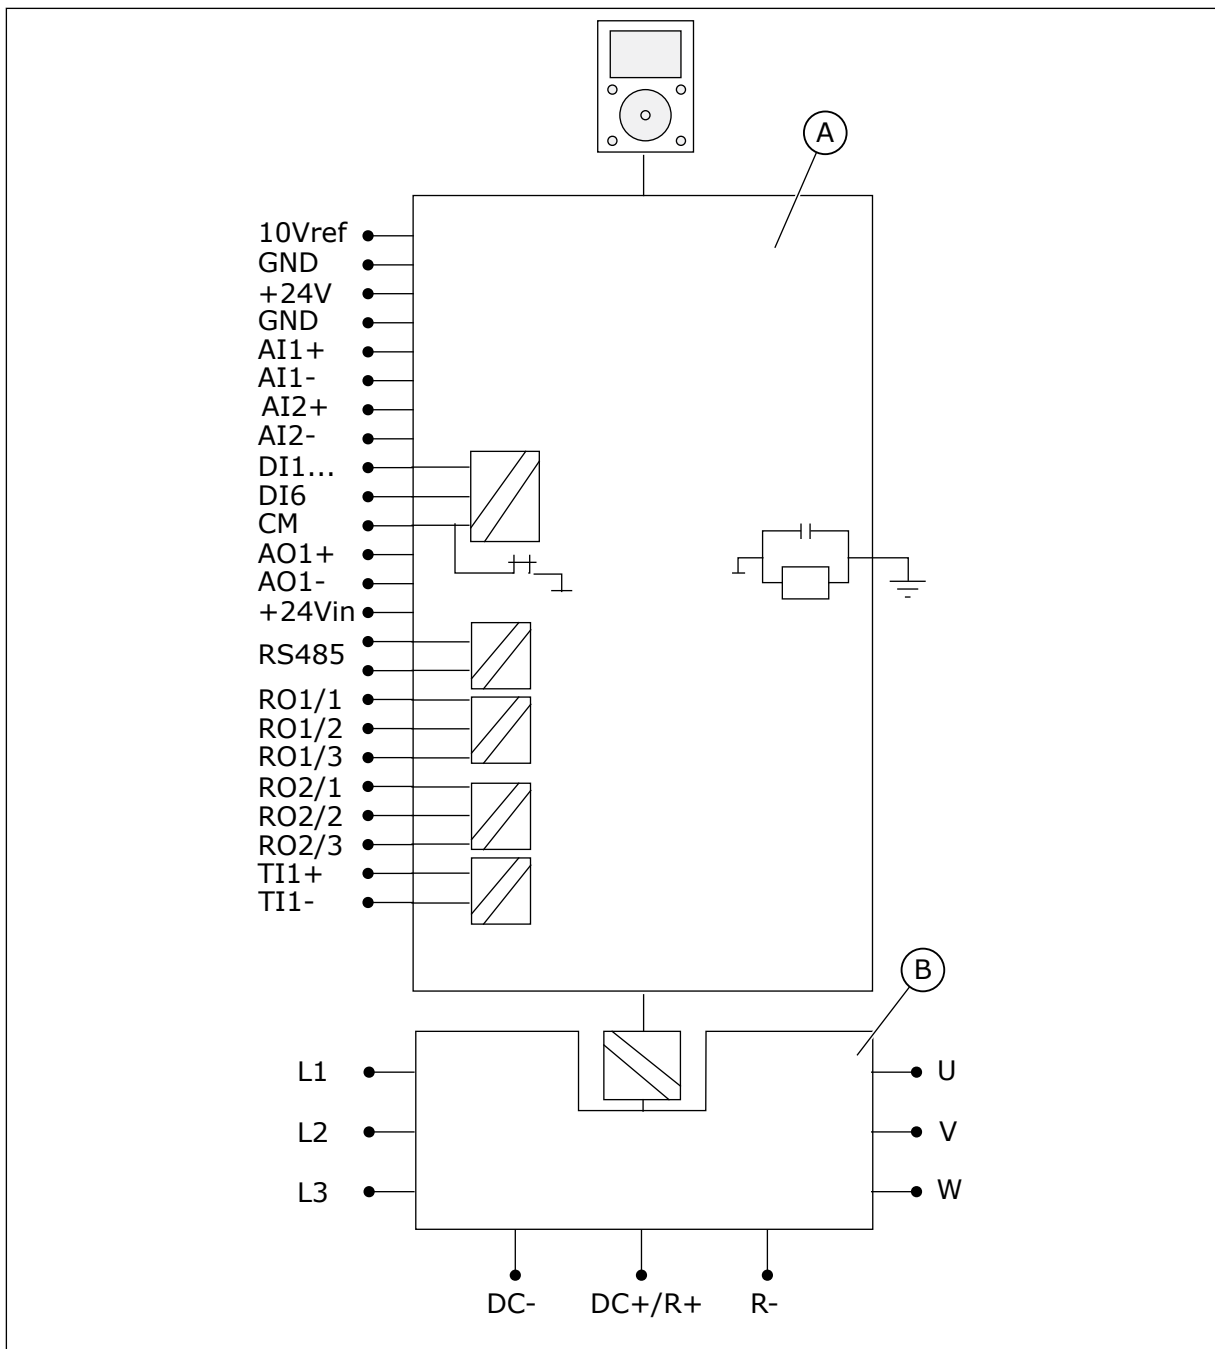 A
10Vref
GND
+24V
GND
AI1+
AI1-
AI2+
AI2-
DI1...
DI6
CM
AO1+
AO1-
+24Vin
RS485
RO1/1
RO1/2
RO1/3
RO2/1
RO2/2
RO2/3
TI1+
TI1-
B
L1
U
L2
V
L3
W
DC-
DC+/R+
R-